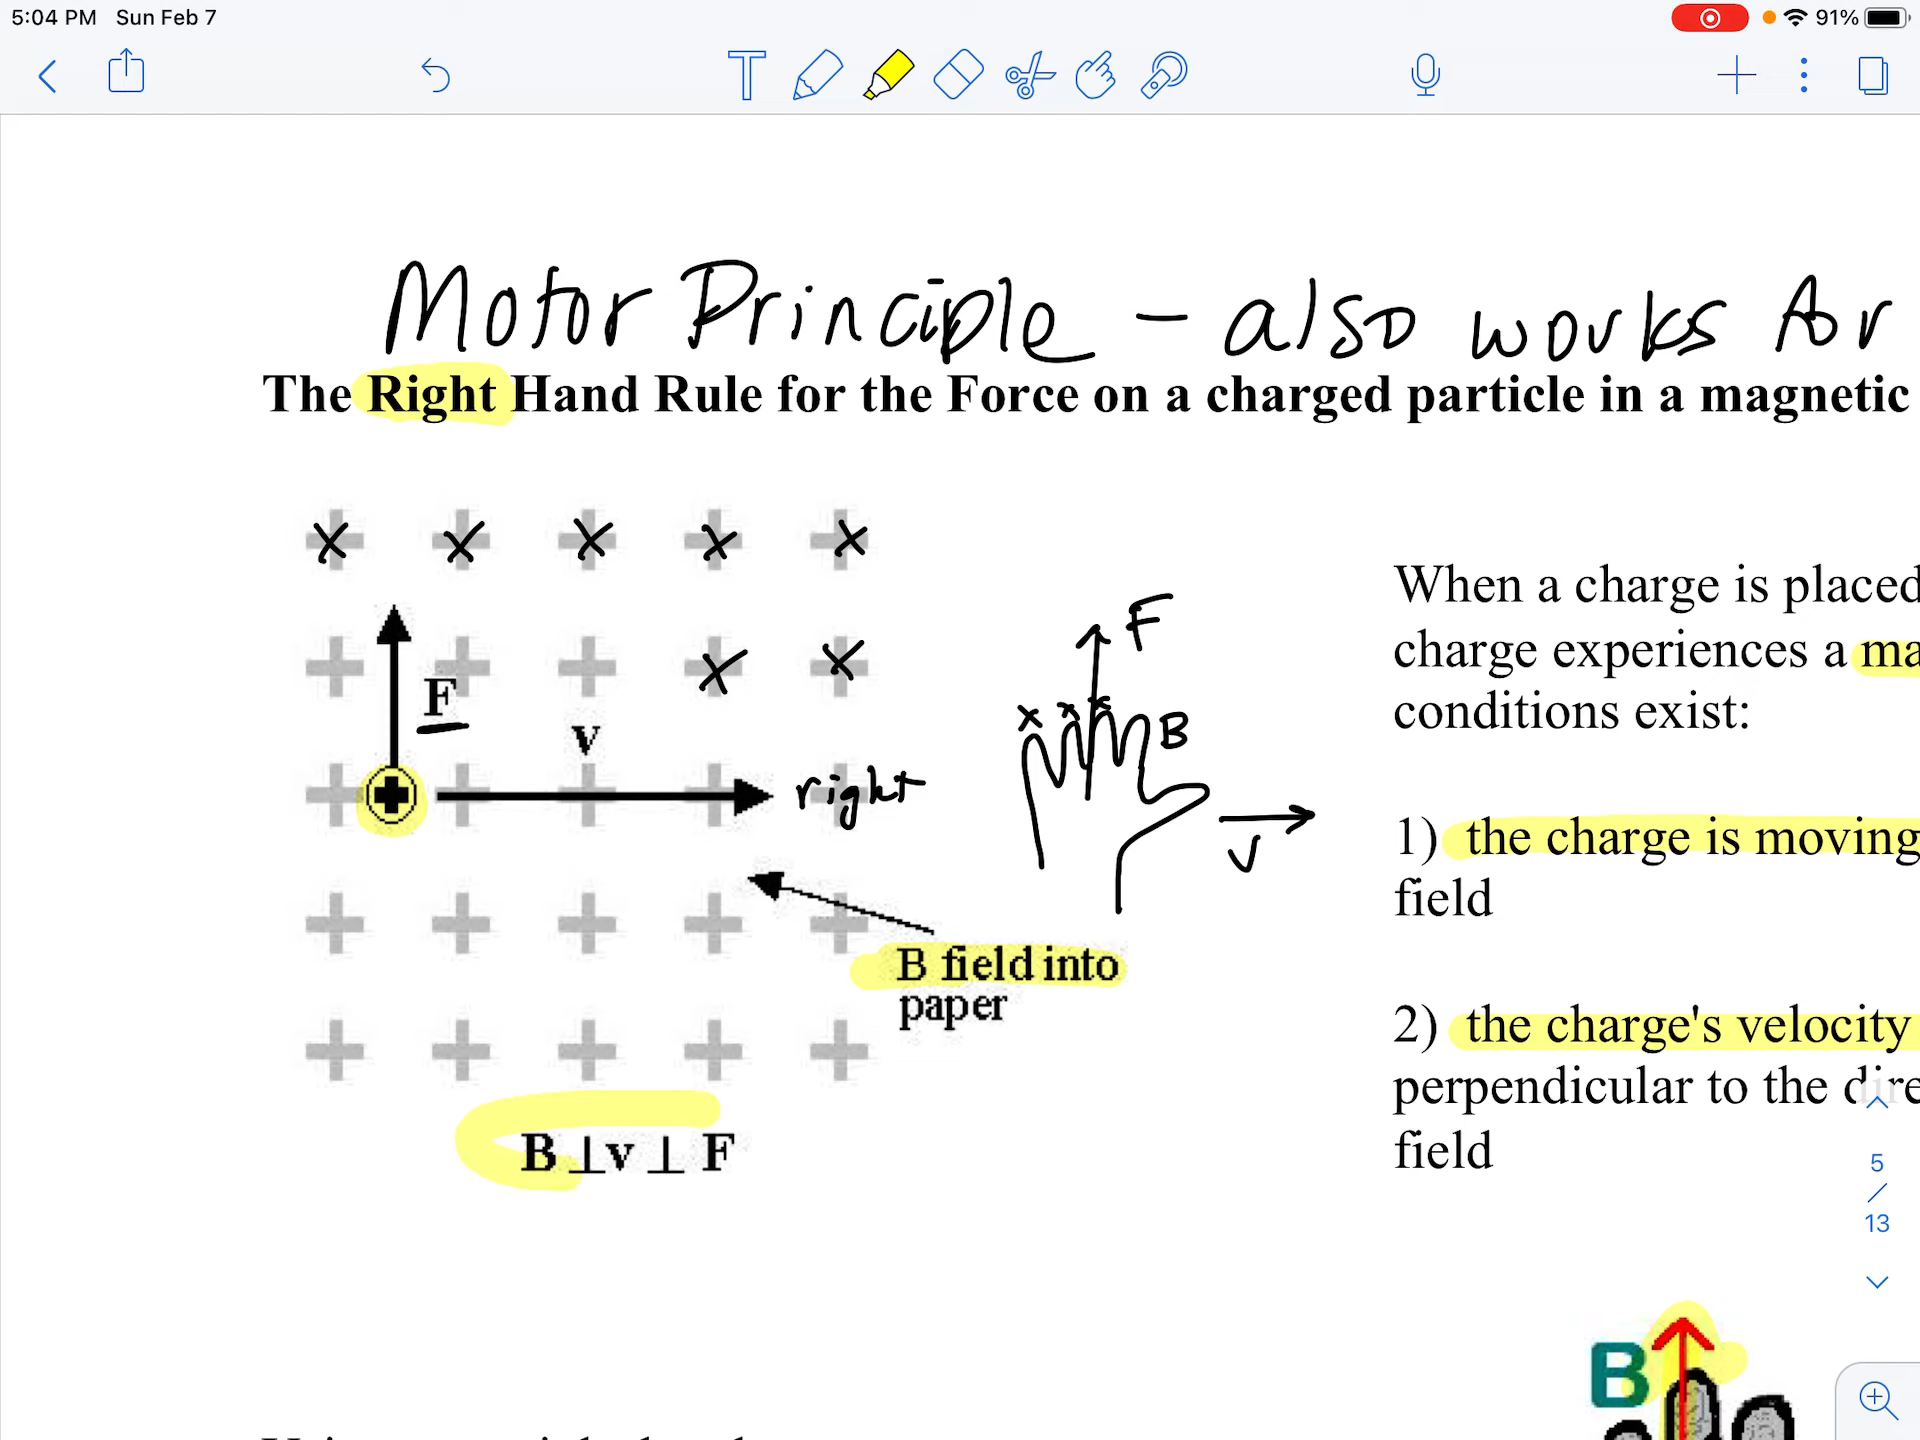 5:04 PM Sun Feb 7
91%
T
Motor Principle - also works for
The Right Hand Rule for the Force on a charged particle in a magnetic
x x x x x
x x
F
v
right
F
x x x
B
v
B field into
paper
B ⊥ v ⊥ F
When a charge is placed
charge experiences a ma
conditions exist:
1) the charge is moving
field
2) the charge's velocity
perpendicular to the dire
field
5
/
13
B